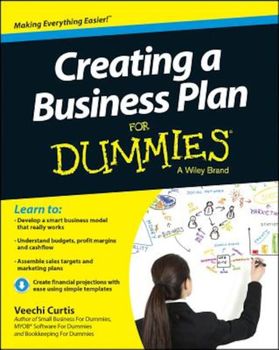 Making Everything Easier!™
Creating a
Business Plan
FOR
DUMMIES®
A Wiley Brand
Learn to:
• Develop a smart business model
that really works
• Understand budgets, profit margins
and cashflow
• Assemble sales targets and
marketing plans
Create financial projections with
ease using simple templates
Veechi Curtis
Author of Small Business For Dummies,
MYOB® Software For Dummies
and Bookkeeping For Dummies